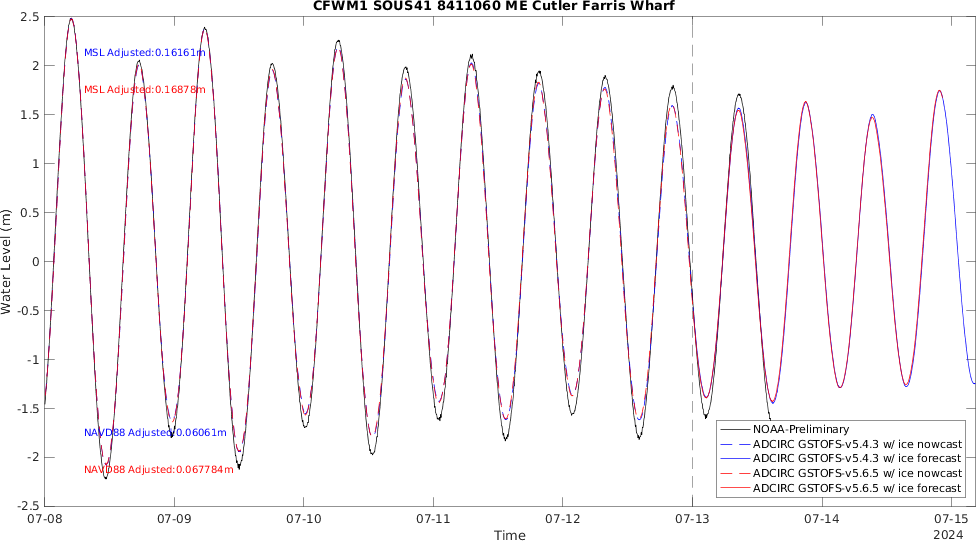 CFWM1 SOUS41 8411060 ME Cutler Farris Wharf
2.5
2
1.5
1
0.5
0
-0.5
-1
-1.5
-2
-2.5
Water Level (m)
MSL Adjusted:0.16161m
MSL Adjusted:0.16878m
NAVD88 Adjusted:0.06061m
NAVD88 Adjusted:0.067784m
NOAA-Preliminary
ADCIRC GSTOFS-v5.4.3 w/ ice nowcast
ADCIRC GSTOFS-v5.4.3 w/ ice forecast
ADCIRC GSTOFS-v5.6.5 w/ ice nowcast
ADCIRC GSTOFS-v5.6.5 w/ ice forecast
07-08 07-09 07-10 07-11 07-12 07-13 07-14 07-15
Time
2024